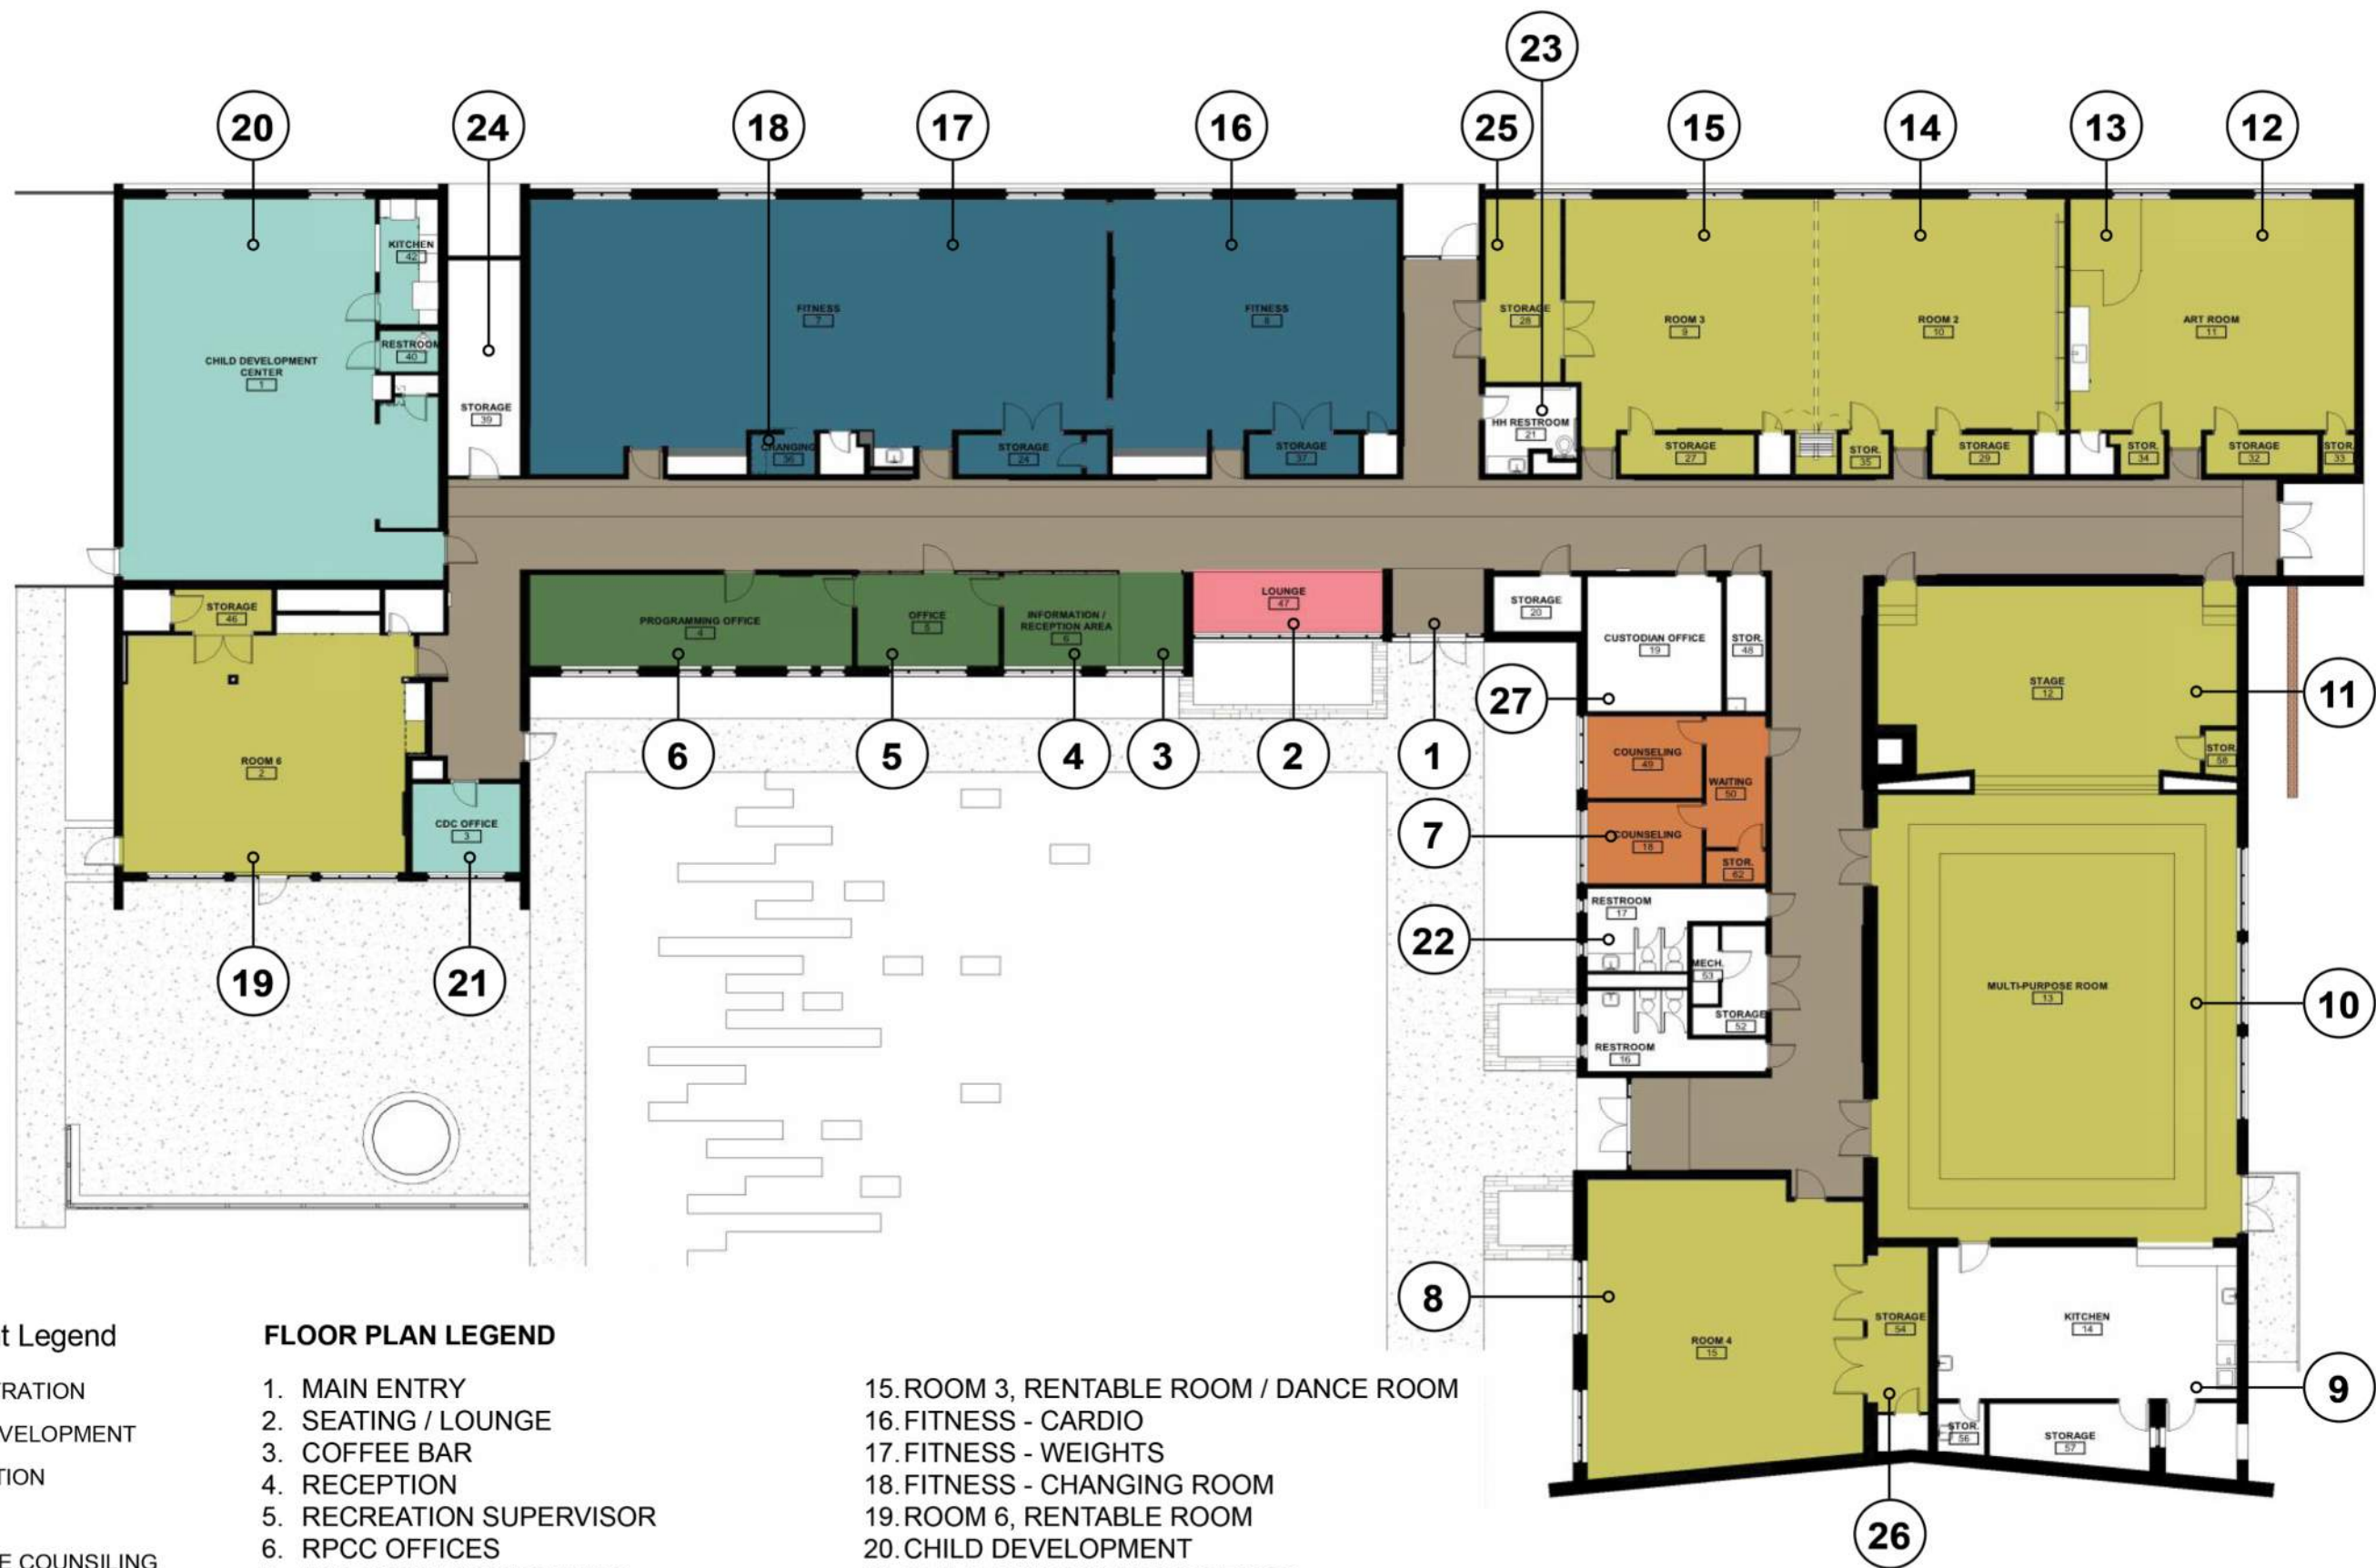 23
20
24
18
17
16
25
15
14
13
12
KITCHEN
42
RESTROOM
40
CHILD DEVELOPMENT
CENTER
1
STORAGE
39
FITNESS
7
FITNESS
8
STORAGE
28
ROOM 3
9
ROOM 2
10
ART ROOM
11
CHANGING
36
STORAGE
24
STORAGE
37
HH RESTROOM
21
STORAGE
27
STOR.
35
STORAGE
29
STOR.
34
STORAGE
32
STOR.
33
STORAGE
46
PROGRAMMING OFFICE
4
OFFICE
5
INFORMATION /
RECEPTION AREA
6
LOUNGE
47
STORAGE
20
CUSTODIAN OFFICE
19
STOR.
48
STAGE
12
11
27
STOR.
58
ROOM 6
2
CDC OFFICE
3
6
5
4
3
2
1
COUNSELING
49
WAITING
50
7
COUNSELING
18
STOR.
62
22
RESTROOM
17
MECH.
53
STORAGE
52
RESTROOM
16
MULTI-PURPOSE ROOM
13
10
19
21
8
ROOM 4
15
STORAGE
54
KITCHEN
14
9
STOR.
56
STORAGE
57
26
t Legend
TRATION
VELOPMENT
TION
E COUNSILING
FLOOR PLAN LEGEND
1. MAIN ENTRY
2. SEATING / LOUNGE
3. COFFEE BAR
4. RECEPTION
5. RECREATION SUPERVISOR
6. RPCC OFFICES
15. ROOM 3, RENTABLE ROOM / DANCE ROOM
16. FITNESS - CARDIO
17. FITNESS - WEIGHTS
18. FITNESS - CHANGING ROOM
19. ROOM 6, RENTABLE ROOM
20. CHILD DEVELOPMENT